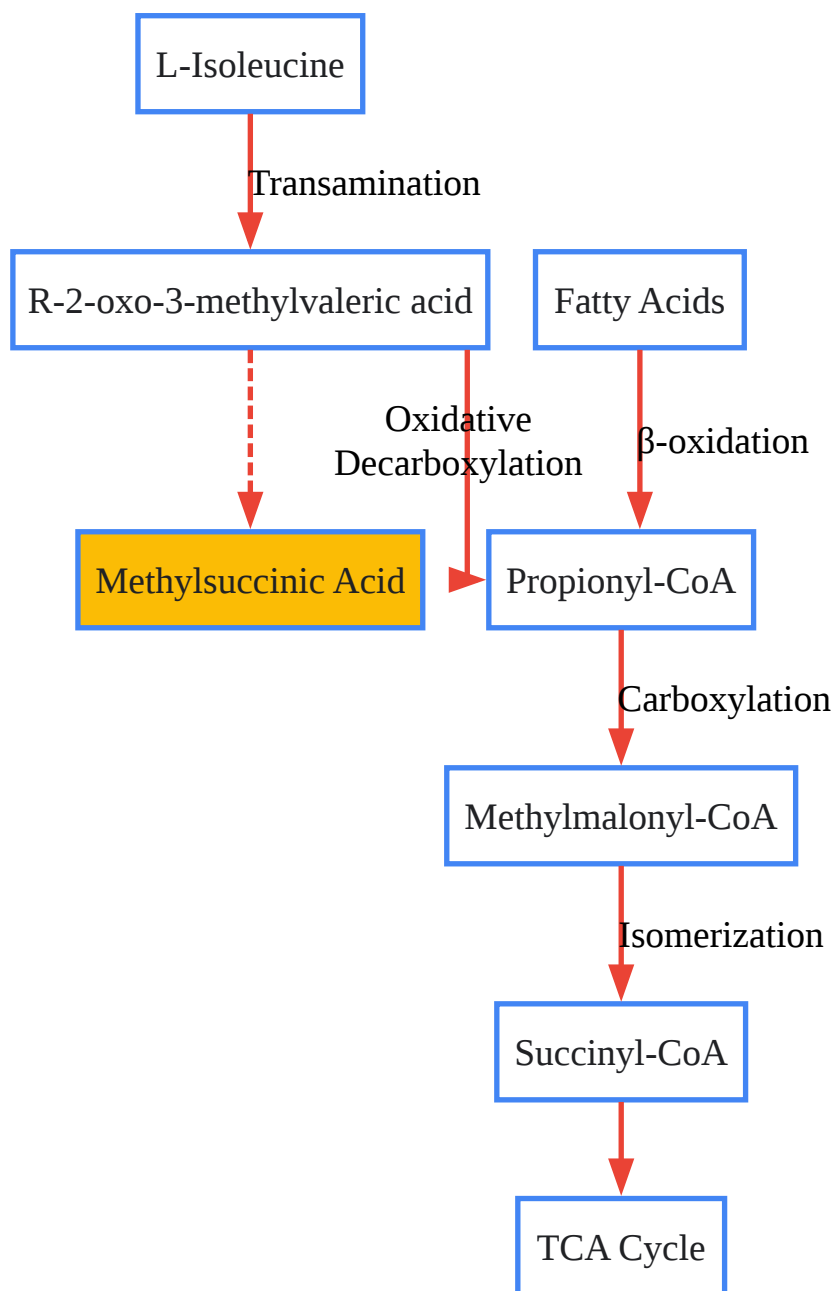 L-Isoleucine
Transamination
R-2-oxo-3-methylvaleric acid
Fatty Acids
Oxidative
Decarboxylation
β-oxidation
Methylsuccinic Acid
Propionyl-CoA
Carboxylation
Methylmalonyl-CoA
Isomerization
Succinyl-CoA
TCA Cycle